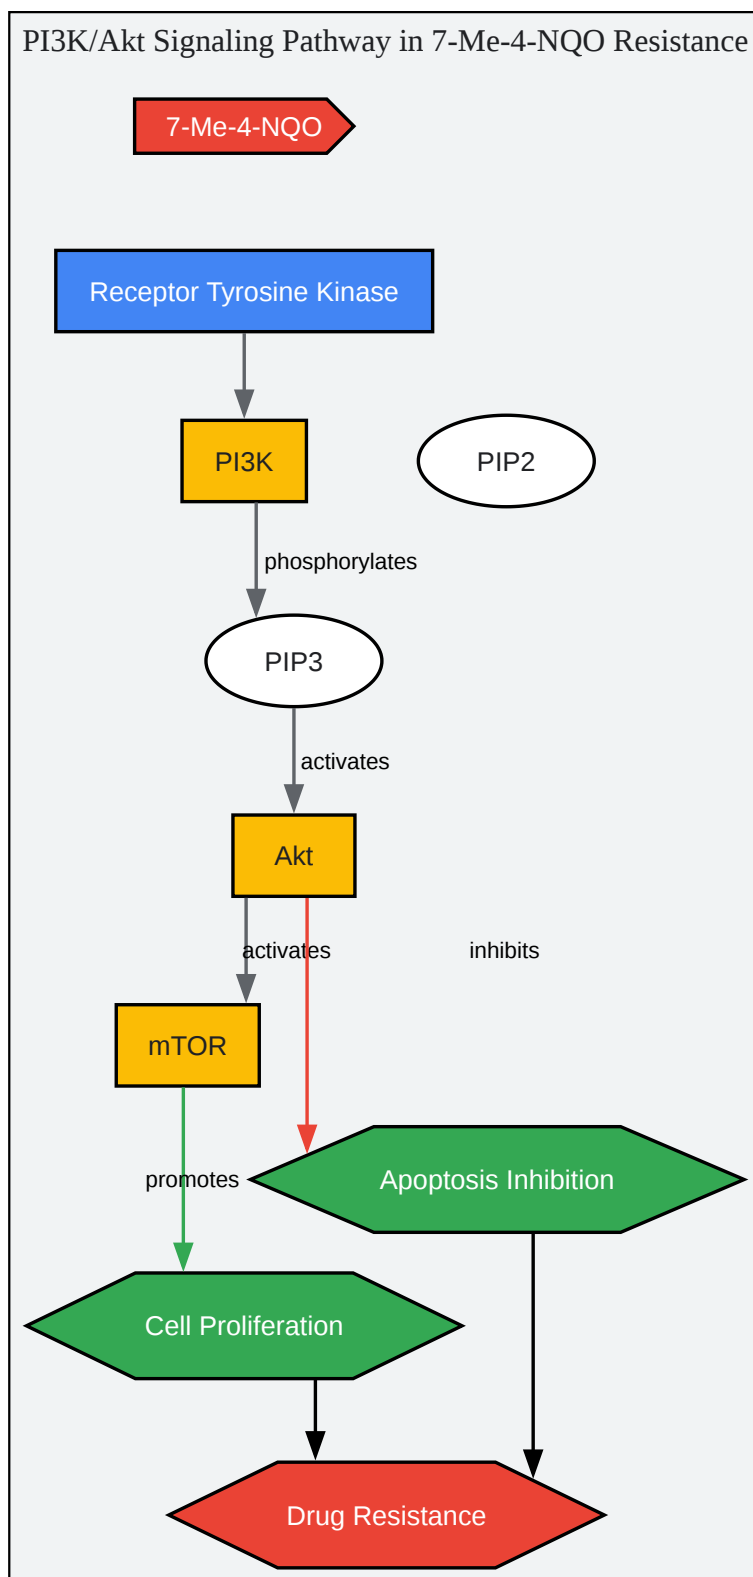 PI3K/Akt Signaling Pathway in 7-Me-4-NQO Resistance
7-Me-4-NQO
Receptor Tyrosine Kinase
PI3K
PIP2
phosphorylates
PIP3
activates
Akt
activates
inhibits
mTOR
promotes
Apoptosis Inhibition
Cell Proliferation
Drug Resistance